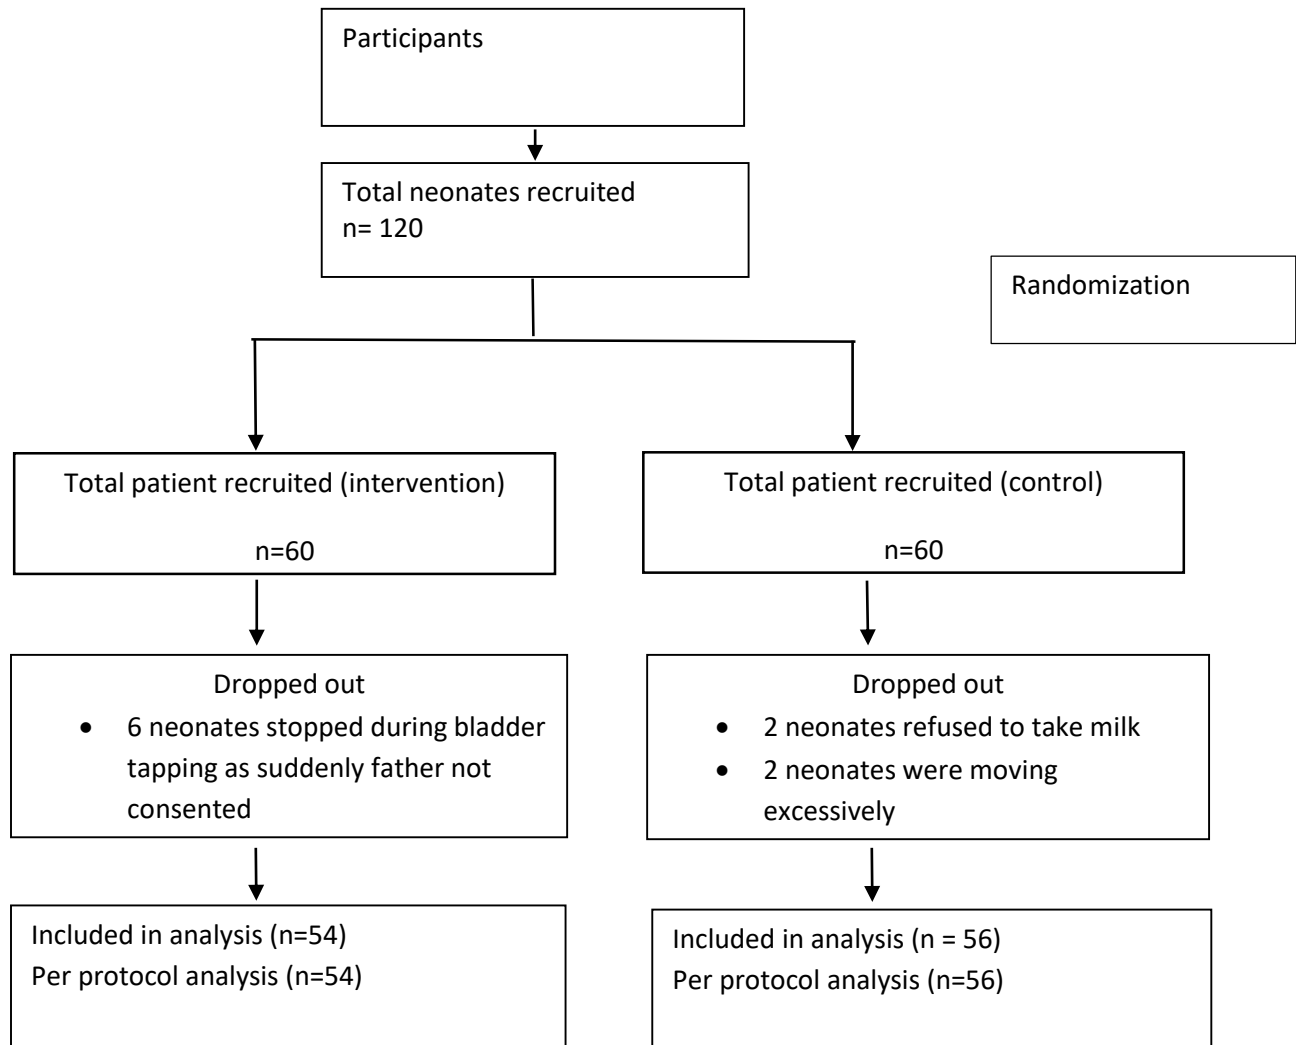 Participants
Total neonates recruited
n= 120
Randomization
Total patient recruited (intervention)
n=60
Total patient recruited (control)
n=60
Dropped out
• 6 neonates stopped during bladder
tapping as suddenly father not
consented
Dropped out
• 2 neonates refused to take milk
• 2 neonates were moving
excessively
Included in analysis (n=54)
Per protocol analysis (n=54)
Included in analysis (n = 56)
Per protocol analysis (n=56)